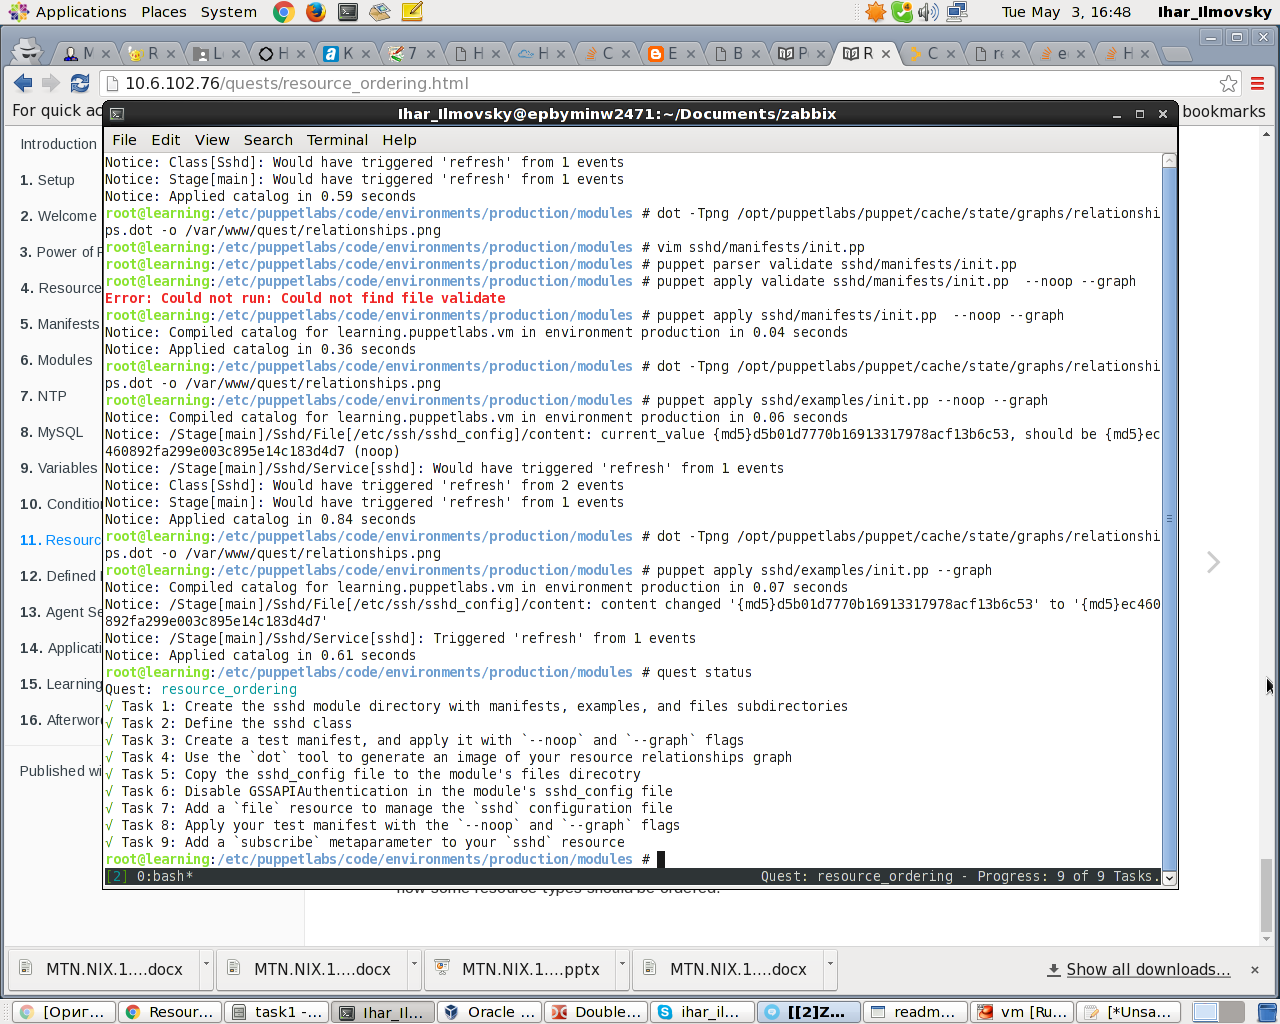 Applications Places System Tue May 3, 16:48 Ihar_Ilmovsky
M R L H K 7 H H C E B P R C re e H
10.6.102.76/quests/resource_ordering.html
For quick ac bookmarks
Ihar_Ilmovsky@epbyminw2471:~/Documents/zabbix
File Edit View Search Terminal Help
Introduction
1. Setup
2. Welcome
3. Power of P
4. Resource
5. Manifests
6. Modules
7. NTP
8. MySQL
9. Variables
10. Condition
11. Resourc
12. Defined
13. Agent Se
14. Applicati
15. Learning
16. Afterword
Published wi
Notice: Class[Sshd]: Would have triggered 'refresh' from 1 events
Notice: Stage[main]: Would have triggered 'refresh' from 1 events
Notice: Applied catalog in 0.59 seconds
root@learning:/etc/puppetlabs/code/environments/production/modules # dot -Tpng /opt/puppetlabs/puppet/cache/state/graphs/relationshi
ps.dot -o /var/www/quest/relationships.png
root@learning:/etc/puppetlabs/code/environments/production/modules # vim sshd/manifests/init.pp
root@learning:/etc/puppetlabs/code/environments/production/modules # puppet parser validate sshd/manifests/init.pp
root@learning:/etc/puppetlabs/code/environments/production/modules # puppet apply validate sshd/manifests/init.pp  --noop --graph
Error: Could not run: Could not find file validate
root@learning:/etc/puppetlabs/code/environments/production/modules # puppet apply sshd/manifests/init.pp  --noop --graph
Notice: Compiled catalog for learning.puppetlabs.vm in environment production in 0.04 seconds
Notice: Applied catalog in 0.36 seconds
root@learning:/etc/puppetlabs/code/environments/production/modules # dot -Tpng /opt/puppetlabs/puppet/cache/state/graphs/relationshi
ps.dot -o /var/www/quest/relationships.png
root@learning:/etc/puppetlabs/code/environments/production/modules # puppet apply sshd/examples/init.pp --noop --graph
Notice: Compiled catalog for learning.puppetlabs.vm in environment production in 0.06 seconds
Notice: /Stage[main]/Sshd/File[/etc/ssh/sshd_config]/content: current_value {md5}d5b01d7770b16913317978acf13b6c53, should be {md5}ec
460892fa299e003c895e14c183d4d7 (noop)
Notice: /Stage[main]/Sshd/Service[sshd]: Would have triggered 'refresh' from 1 events
Notice: Class[Sshd]: Would have triggered 'refresh' from 2 events
Notice: Stage[main]: Would have triggered 'refresh' from 1 events
Notice: Applied catalog in 0.84 seconds
root@learning:/etc/puppetlabs/code/environments/production/modules # dot -Tpng /opt/puppetlabs/puppet/cache/state/graphs/relationshi
ps.dot -o /var/www/quest/relationships.png
root@learning:/etc/puppetlabs/code/environments/production/modules # puppet apply sshd/examples/init.pp --graph
Notice: Compiled catalog for learning.puppetlabs.vm in environment production in 0.07 seconds
Notice: /Stage[main]/Sshd/File[/etc/ssh/sshd_config]/content: content changed '{md5}d5b01d7770b16913317978acf13b6c53' to '{md5}ec460
892fa299e003c895e14c183d4d7'
Notice: /Stage[main]/Sshd/Service[sshd]: Triggered 'refresh' from 1 events
Notice: Applied catalog in 0.61 seconds
root@learning:/etc/puppetlabs/code/environments/production/modules # quest status
Quest: resource_ordering
√ Task 1: Create the sshd module directory with manifests, examples, and files subdirectories
√ Task 2: Define the sshd class
√ Task 3: Create a test manifest, and apply it with `--noop` and `--graph` flags
√ Task 4: Use the `dot` tool to generate an image of your resource relationships graph
√ Task 5: Copy the sshd_config file to the module's files direcotry
√ Task 6: Disable GSSAPIAuthentication in the module's sshd_config file
√ Task 7: Add a `file` resource to manage the `sshd` configuration file
√ Task 8: Apply your test manifest with the `--noop` and `--graph` flags
√ Task 9: Add a `subscribe` metaparameter to your `sshd` resource
root@learning:/etc/puppetlabs/code/environments/production/modules #
[2] 0:bash* Quest: resource_ordering - Progress: 9 of 9 Tasks.
how some resource types should be ordered.
MTN.NIX.1....docx MTN.NIX.1....docx MTN.NIX.1....pptx MTN.NIX.1....docx Show all downloads...
[Ориг... Resour... task1 -... Ihar_Il... Oracle ... Double... ihar_il... [[2]Z... readm... vm [Ru... [*Unsa...